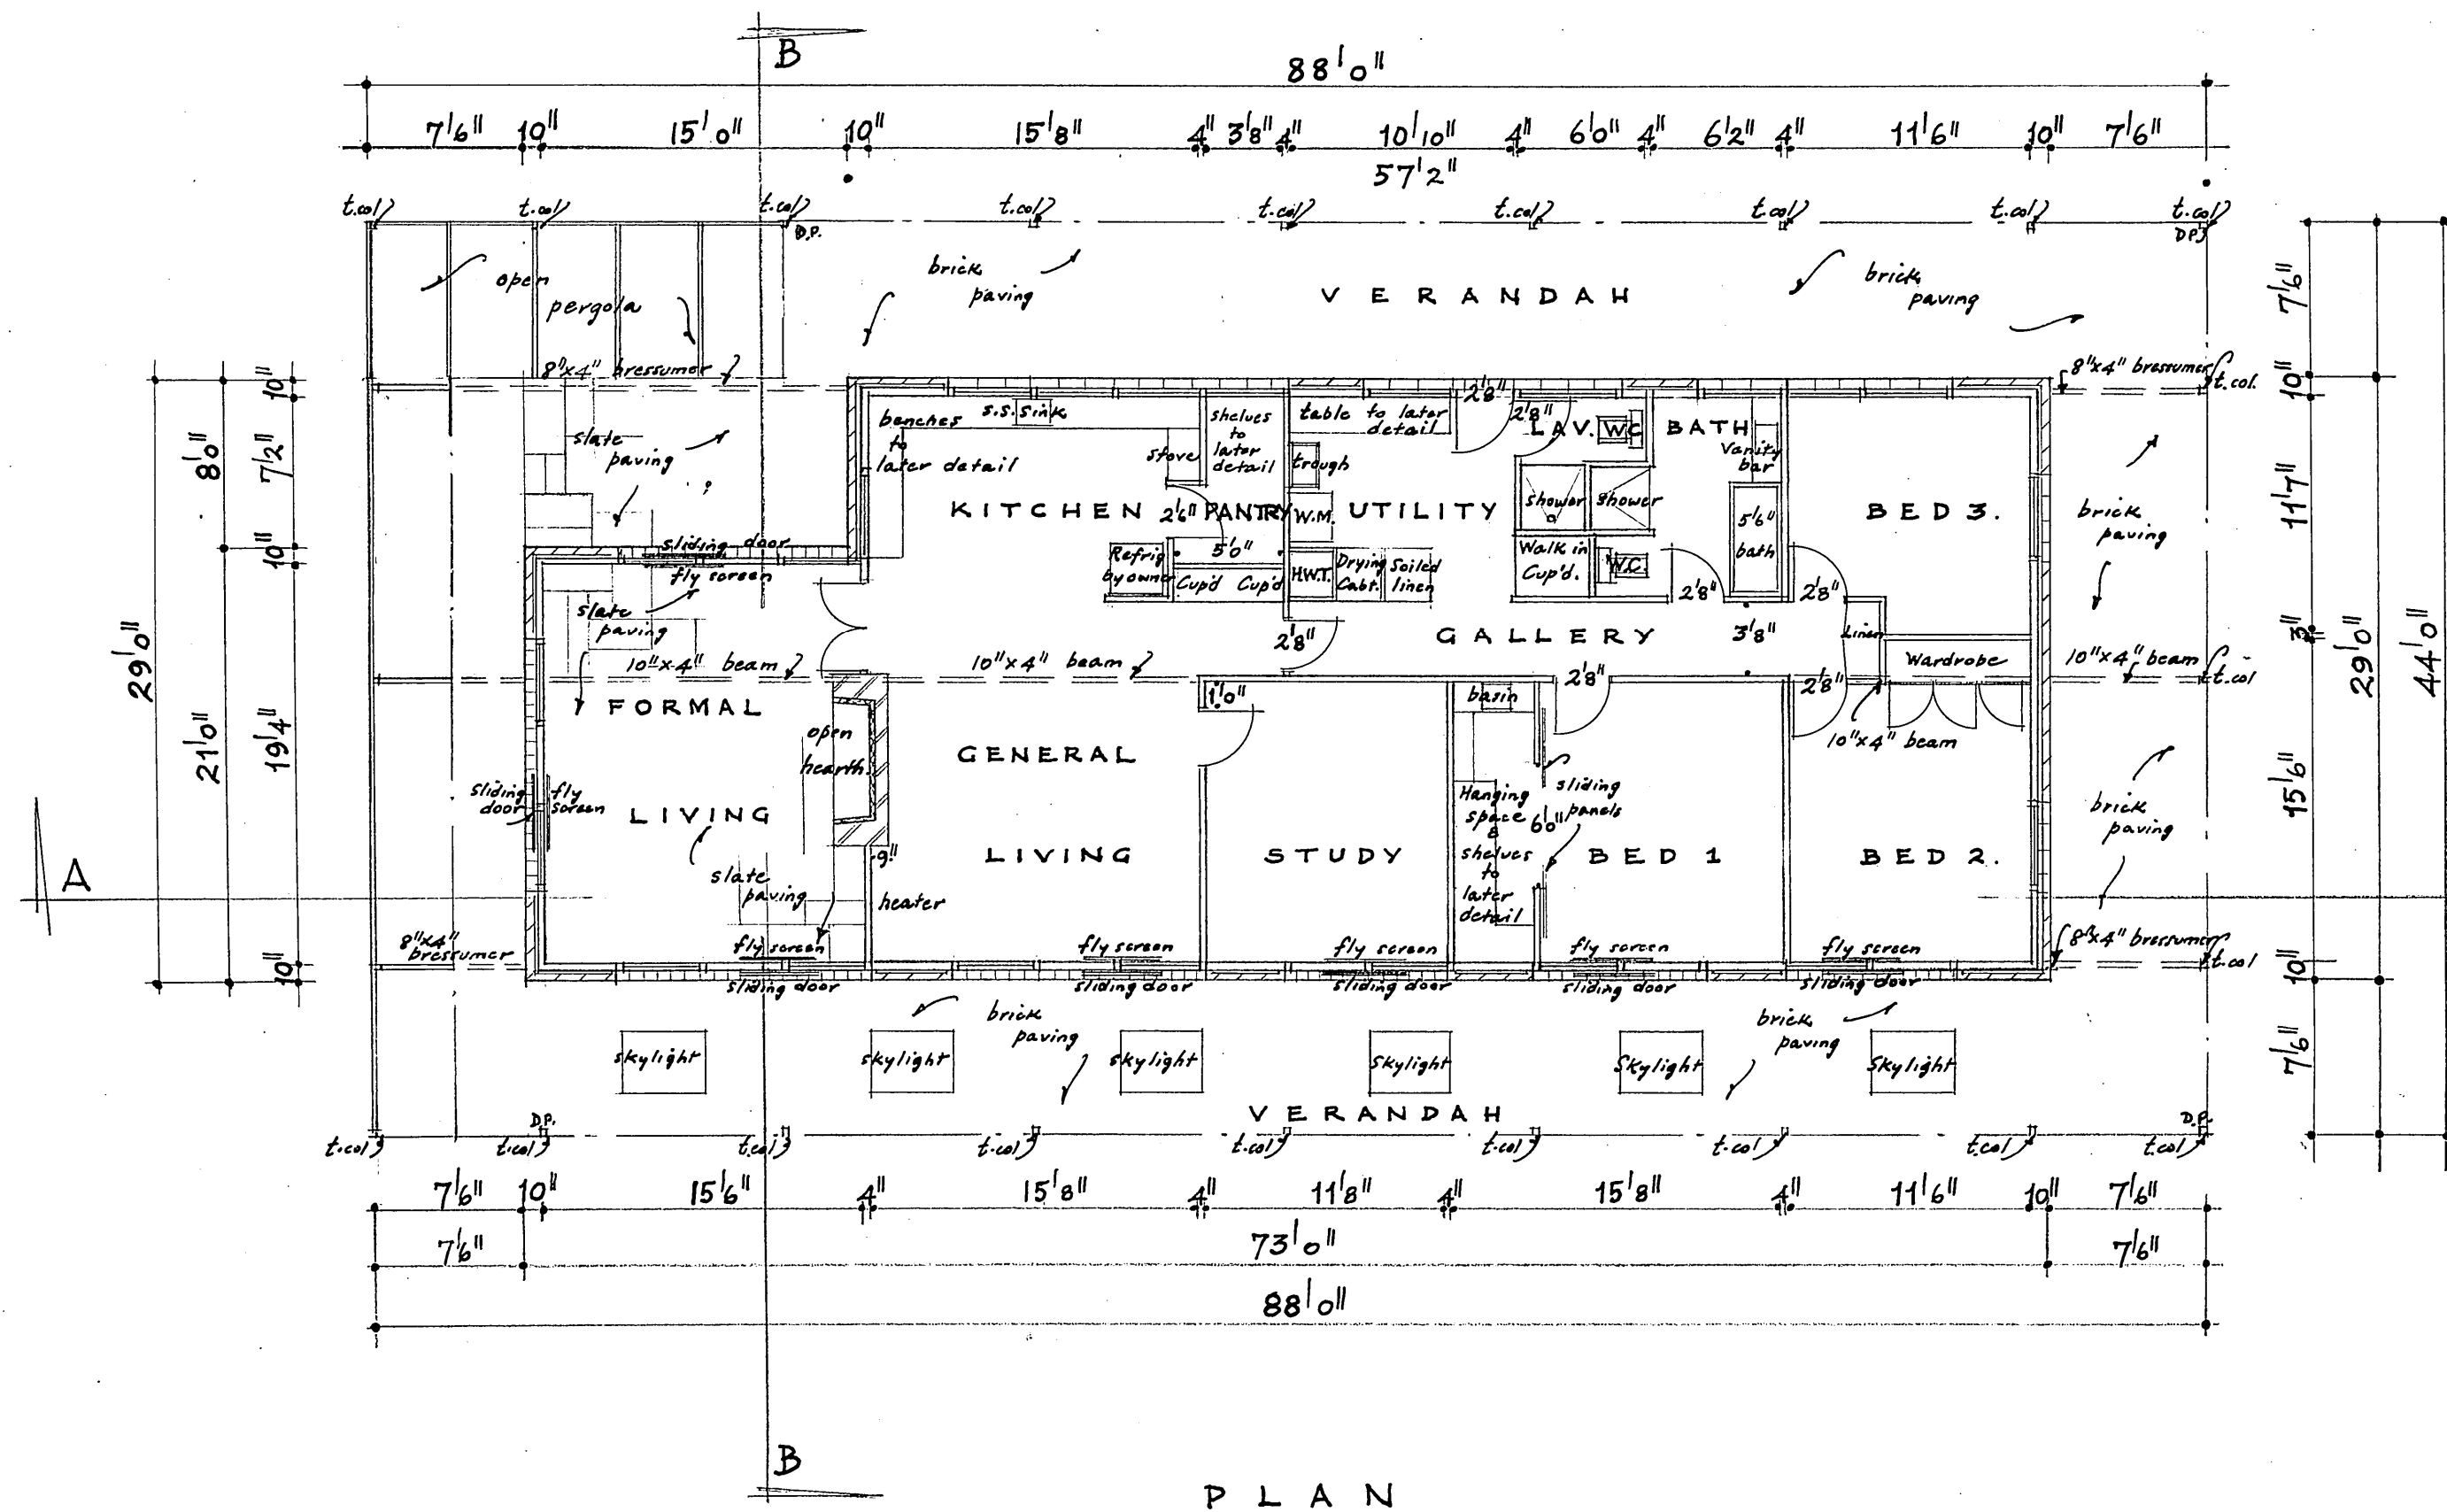 B
88'0"
7'6" 10" 15'0" 10" 15'8" 4" 3'8" 4" 10'10" 4" 6'0" 4" 6'2" 4" 11'6" 10" 7'6"
57'2"
t.col t.col t.col t.col t.col t.col t.col t.col t.col
D.P.
D.P.
open
pergola
brick
paving
VERANDAH
brick
paving
8"x4" bressumer
8"x4" bressumer
t.col.
slate
paving
benches
to
later detail
s.s. sink
stove
shelves
to
later
detail
table to later
detail
2'8"
2'8"
LAV. W.C
BATH
vanity
bar
trough
KITCHEN
2'6"
PANTRY
W.M.
UTILITY
shower
shower
5'6"
bath
BED 3.
brick
paving
sliding door
fly screen
Refrig
by owner
5'0"
Cup'd Cup'd
H.W.T.
Drying
Cabt.
Soiled
linen
Walk in
Cup'd.
W.C.
2'8"
2'8"
slate
paving
2'8"
GALLERY
3'8"
Linen
Wardrobe
10"x4" beam
10"x4" beam
10"x4" beam
t.col
FORMAL
LIVING
open
hearth
1'0"
basin
2'8"
2'8"
10"x4" beam
GENERAL
LIVING
sliding
door
fly
screen
Hanging
space
&
shelves
to
later
detail
6'0"
sliding
panels
STUDY
BED 1
BED 2.
brick
paving
slate
paving
9"
heater
8"x4"
bressumer
8"x4" bressumer
t.col
fly screen fly screen fly screen fly screen fly screen
sliding door sliding door sliding door sliding door sliding door
brick
paving
brick
paving
skylight skylight skylight skylight skylight skylight
VERANDAH
D.P.
D.P.
t.col t.col t.col t.col t.col t.col t.col t.col t.col
7'6" 10" 15'6" 4" 15'8" 4" 11'8" 4" 15'8" 4" 11'6" 10" 7'6"
7'6" 73'0" 7'6"
88'0"
29'0"
8'0"
21'0"
10"
7'2"
10"
19'4"
10"
7'6"
10"
11'7"
3"
15'6"
10"
7'6"
29'0"
44'0"
A
B
PLAN